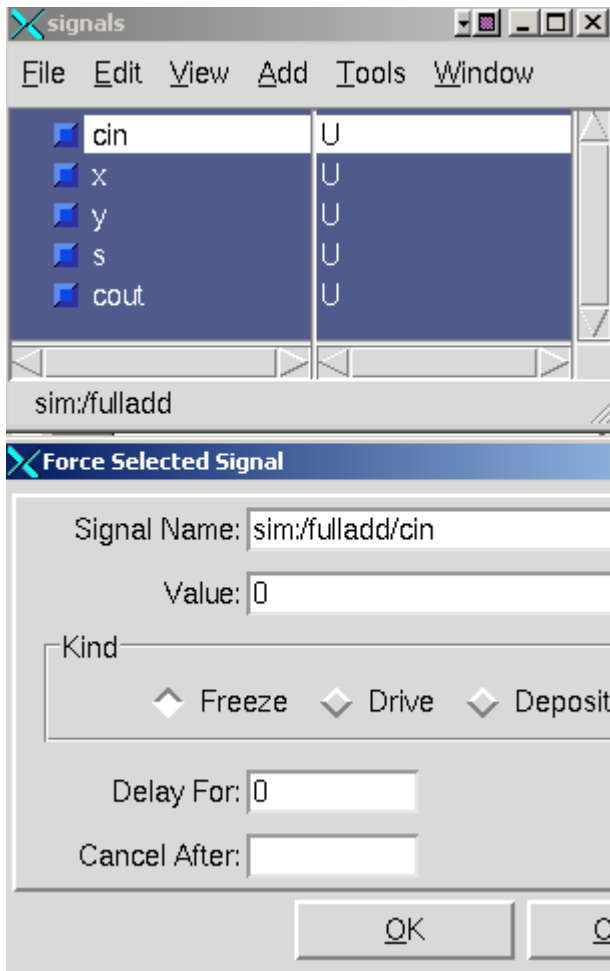 signals
File Edit View Add Tools Window
cin U
x U
y U
s U
cout U
sim:/fulladd
Force Selected Signal
Signal Name: sim:/fulladd/cin
Value: 0
Kind
Freeze Drive Deposit
Delay For: 0
Cancel After:
OK